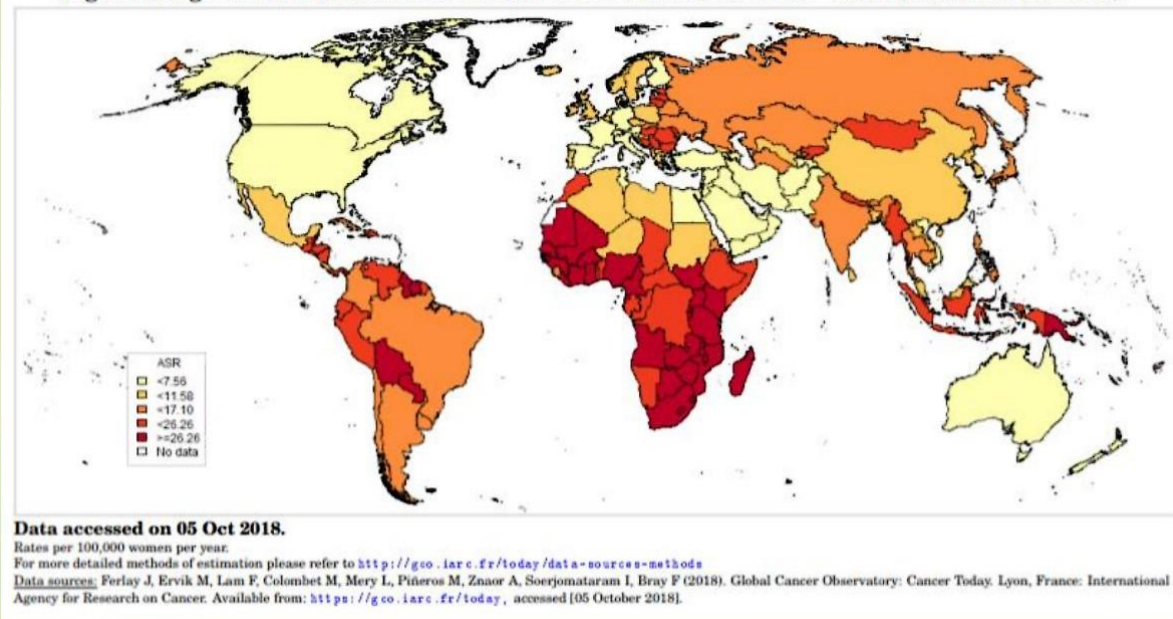 ASR
<7.56
<11.58
<17.10
<26.26
>=26.26
No data
Data accessed on 05 Oct 2018.
Rates per 100,000 women per year.
For more detailed methods of estimation please refer to http://gco.iarc.fr/today/data-sources-methods
Data sources: Ferlay J, Ervik M, Lam F, Colombet M, Mery L, Piñeros M, Znaor A, Soerjomataram I, Bray F (2018). Global Cancer Observatory: Cancer Today. Lyon, France: International
Agency for Research on Cancer. Available from: https://gco.iarc.fr/today, accessed [05 October 2018].